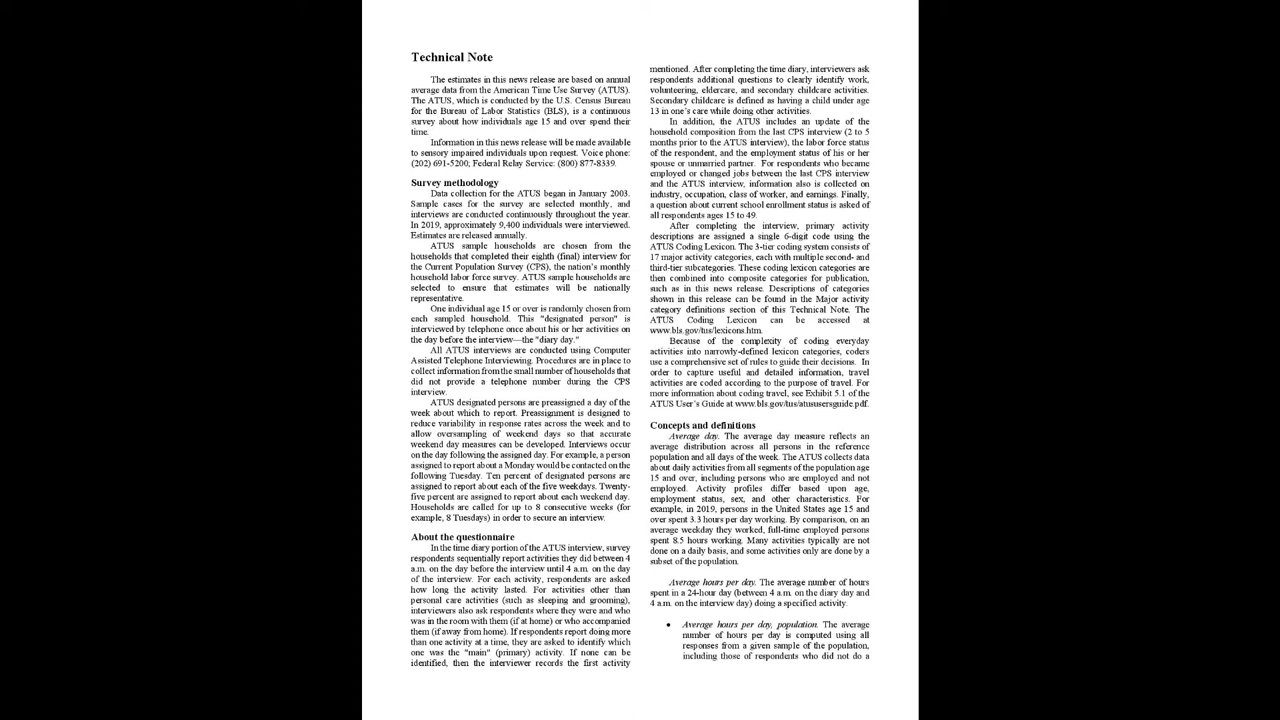 Technical Note
The estimates in this news release are based on annual
average data from the American Time Use Survey (ATUS).
The ATUS, which is conducted by the U.S. Census Bureau
for the Bureau of Labor Statistics (BLS), is a continuous
survey about how individuals age 15 and over spend their
time.
Information in this news release will be made available
to sensory impaired individuals upon request. Voice phone:
(202) 691-5200; Federal Relay Service: (800) 877-8339.
Survey methodology
Data collection for the ATUS began in January 2003.
Sample cases for the survey are selected monthly, and
interviews are conducted continuously throughout the year.
In 2019, approximately 9,400 individuals were interviewed.
Estimates are released annually.
ATUS sample households are chosen from the
households that completed their eighth (final) interview for
the Current Population Survey (CPS), the nation's monthly
household labor force survey. ATUS sample households are
selected to ensure that estimates will be nationally
representative.
One individual age 15 or over is randomly chosen from
each sampled household. This "designated person" is
interviewed by telephone once about his or her activities on
the day before the interview—the "diary day."
All ATUS interviews are conducted using Computer
Assisted Telephone Interviewing. Procedures are in place to
collect information from the small number of households that
did not provide a telephone number during the CPS
interview.
ATUS designated persons are preassigned a day of the
week about which to report. Preassignment is designed to
reduce variability in response rates across the week and to
allow oversampling of weekend days so that accurate
weekend day measures can be developed. Interviews occur
on the day following the assigned day. For example, a person
assigned to report about a Monday would be contacted on the
following Tuesday. Ten percent of designated persons are
assigned to report about each of the five weekdays. Twenty-
five percent are assigned to report about each weekend day.
Households are called for up to 8 consecutive weeks (for
example, 8 Tuesdays) in order to secure an interview.
About the questionnaire
In the time diary portion of the ATUS interview, survey
respondents sequentially report activities they did between 4
a.m. on the day before the interview until 4 a.m. on the day
of the interview. For each activity, respondents are asked
how long the activity lasted. For activities other than
personal care activities (such as sleeping and grooming),
interviewers also ask respondents where they were and who
was in the room with them (if at home) or who accompanied
them (if away from home). If respondents report doing more
than one activity at a time, they are asked to identify which
one was the "main" (primary) activity. If none can be
identified, then the interviewer records the first activity
mentioned. After completing the time diary, interviewers ask
respondents additional questions to clearly identify work,
volunteering, eldercare, and secondary childcare activities.
Secondary childcare is defined as having a child under age
13 in one's care while doing other activities.
In addition, the ATUS includes an update of the
household composition from the last CPS interview (2 to 5
months prior to the ATUS interview), the labor force status
of the respondent, and the employment status of his or her
spouse or unmarried partner. For respondents who became
employed or changed jobs between the last CPS interview
and the ATUS interview, information also is collected on
industry, occupation, class of worker, and earnings. Finally,
a question about current school enrollment status is asked of
all respondents ages 15 to 49.
After completing the interview, primary activity
descriptions are assigned a single 6-digit code using the
ATUS Coding Lexicon. The 3-tier coding system consists of
17 major activity categories, each with multiple second- and
third-tier subcategories. These coding lexicon categories are
then combined into composite categories for publication,
such as in this news release. Descriptions of categories
shown in this release can be found in the Major activity
category definitions section of this Technical Note. The
ATUS Coding Lexicon can be accessed at
www.bls.gov/tus/lexicons.htm.
Because of the complexity of coding everyday
activities into narrowly-defined lexicon categories, coders
use a comprehensive set of rules to guide their decisions. In
order to capture useful and detailed information, travel
activities are coded according to the purpose of travel. For
more information about coding travel, see Exhibit 5.1 of the
ATUS User's Guide at www.bls.gov/tus/atususersguide.pdf.
Concepts and definitions
Average day. The average day measure reflects an
average distribution across all persons in the reference
population and all days of the week. The ATUS collects data
about daily activities from all segments of the population age
15 and over, including persons who are employed and not
employed. Activity profiles differ based upon age,
employment status, sex, and other characteristics. For
example, in 2019, persons in the United States age 15 and
over spent 3.3 hours per day working. By comparison, on an
average weekday they worked, full-time employed persons
spent 8.5 hours working. Many activities typically are not
done on a daily basis, and some activities only are done by a
subset of the population.
Average hours per day. The average number of hours
spent in a 24-hour day (between 4 a.m. on the diary day and
4 a.m. on the interview day) doing a specified activity.
• Average hours per day, population. The average
number of hours per day is computed using all
responses from a given sample of the population,
including those of respondents who did not do a